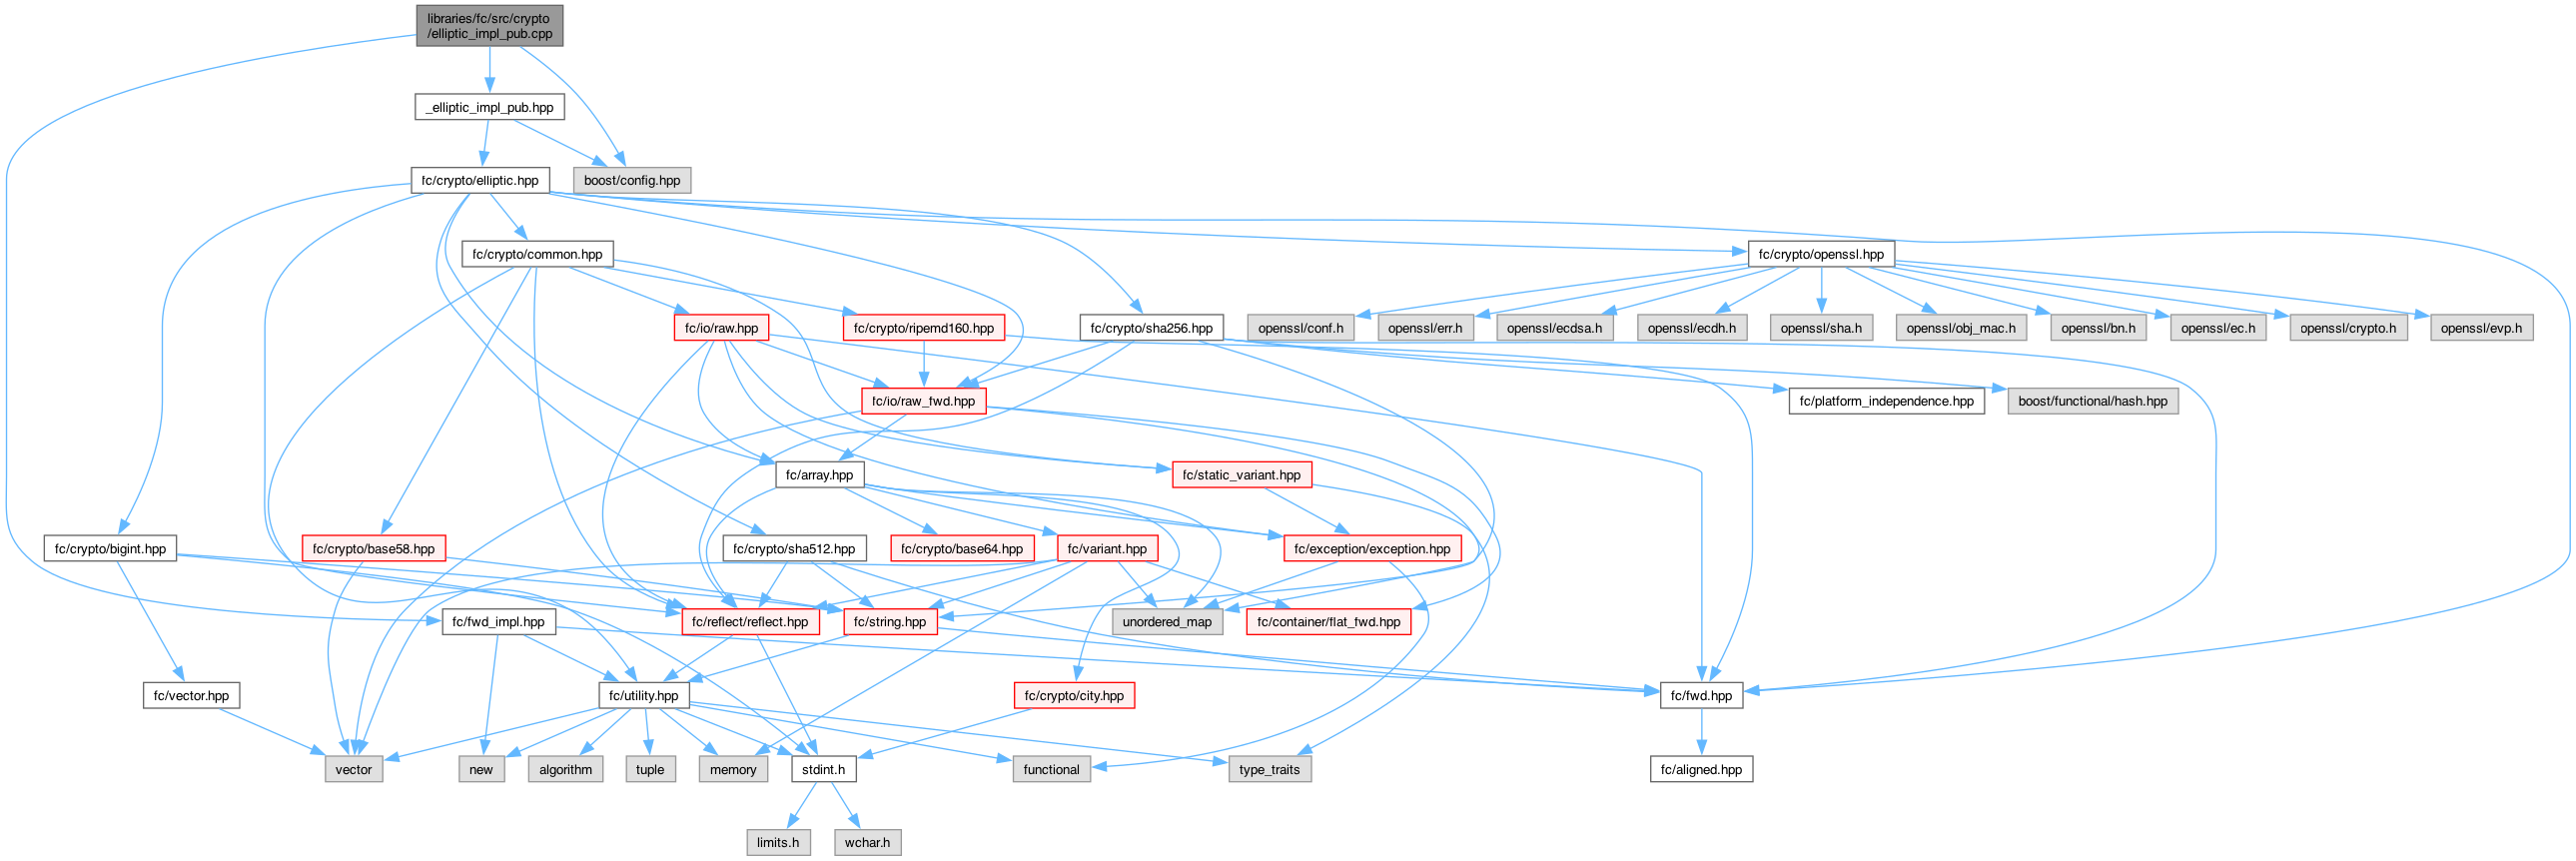 libraries/fc/src/crypto
/elliptic_impl_pub.cpp
_elliptic_impl_pub.hpp
fc/crypto/elliptic.hpp
boost/config.hpp
fc/crypto/common.hpp
fc/crypto/openssl.hpp
fc/io/raw.hpp
fc/crypto/ripemd160.hpp
fc/crypto/sha256.hpp
openssl/conf.h
openssl/err.h
openssl/ecdsa.h
openssl/ecdh.h
openssl/sha.h
openssl/obj_mac.h
openssl/bn.h
openssl/ec.h
openssl/crypto.h
openssl/evp.h
fc/io/raw_fwd.hpp
fc/platform_independence.hpp
boost/functional/hash.hpp
fc/array.hpp
fc/static_variant.hpp
fc/crypto/bigint.hpp
fc/crypto/base58.hpp
fc/crypto/sha512.hpp
fc/crypto/base64.hpp
fc/variant.hpp
fc/exception/exception.hpp
fc/fwd_impl.hpp
fc/reflect/reflect.hpp
fc/string.hpp
unordered_map
fc/container/flat_fwd.hpp
fc/vector.hpp
fc/utility.hpp
fc/crypto/city.hpp
fc/fwd.hpp
vector
new
algorithm
tuple
memory
stdint.h
functional
type_traits
fc/aligned.hpp
limits.h
wchar.h